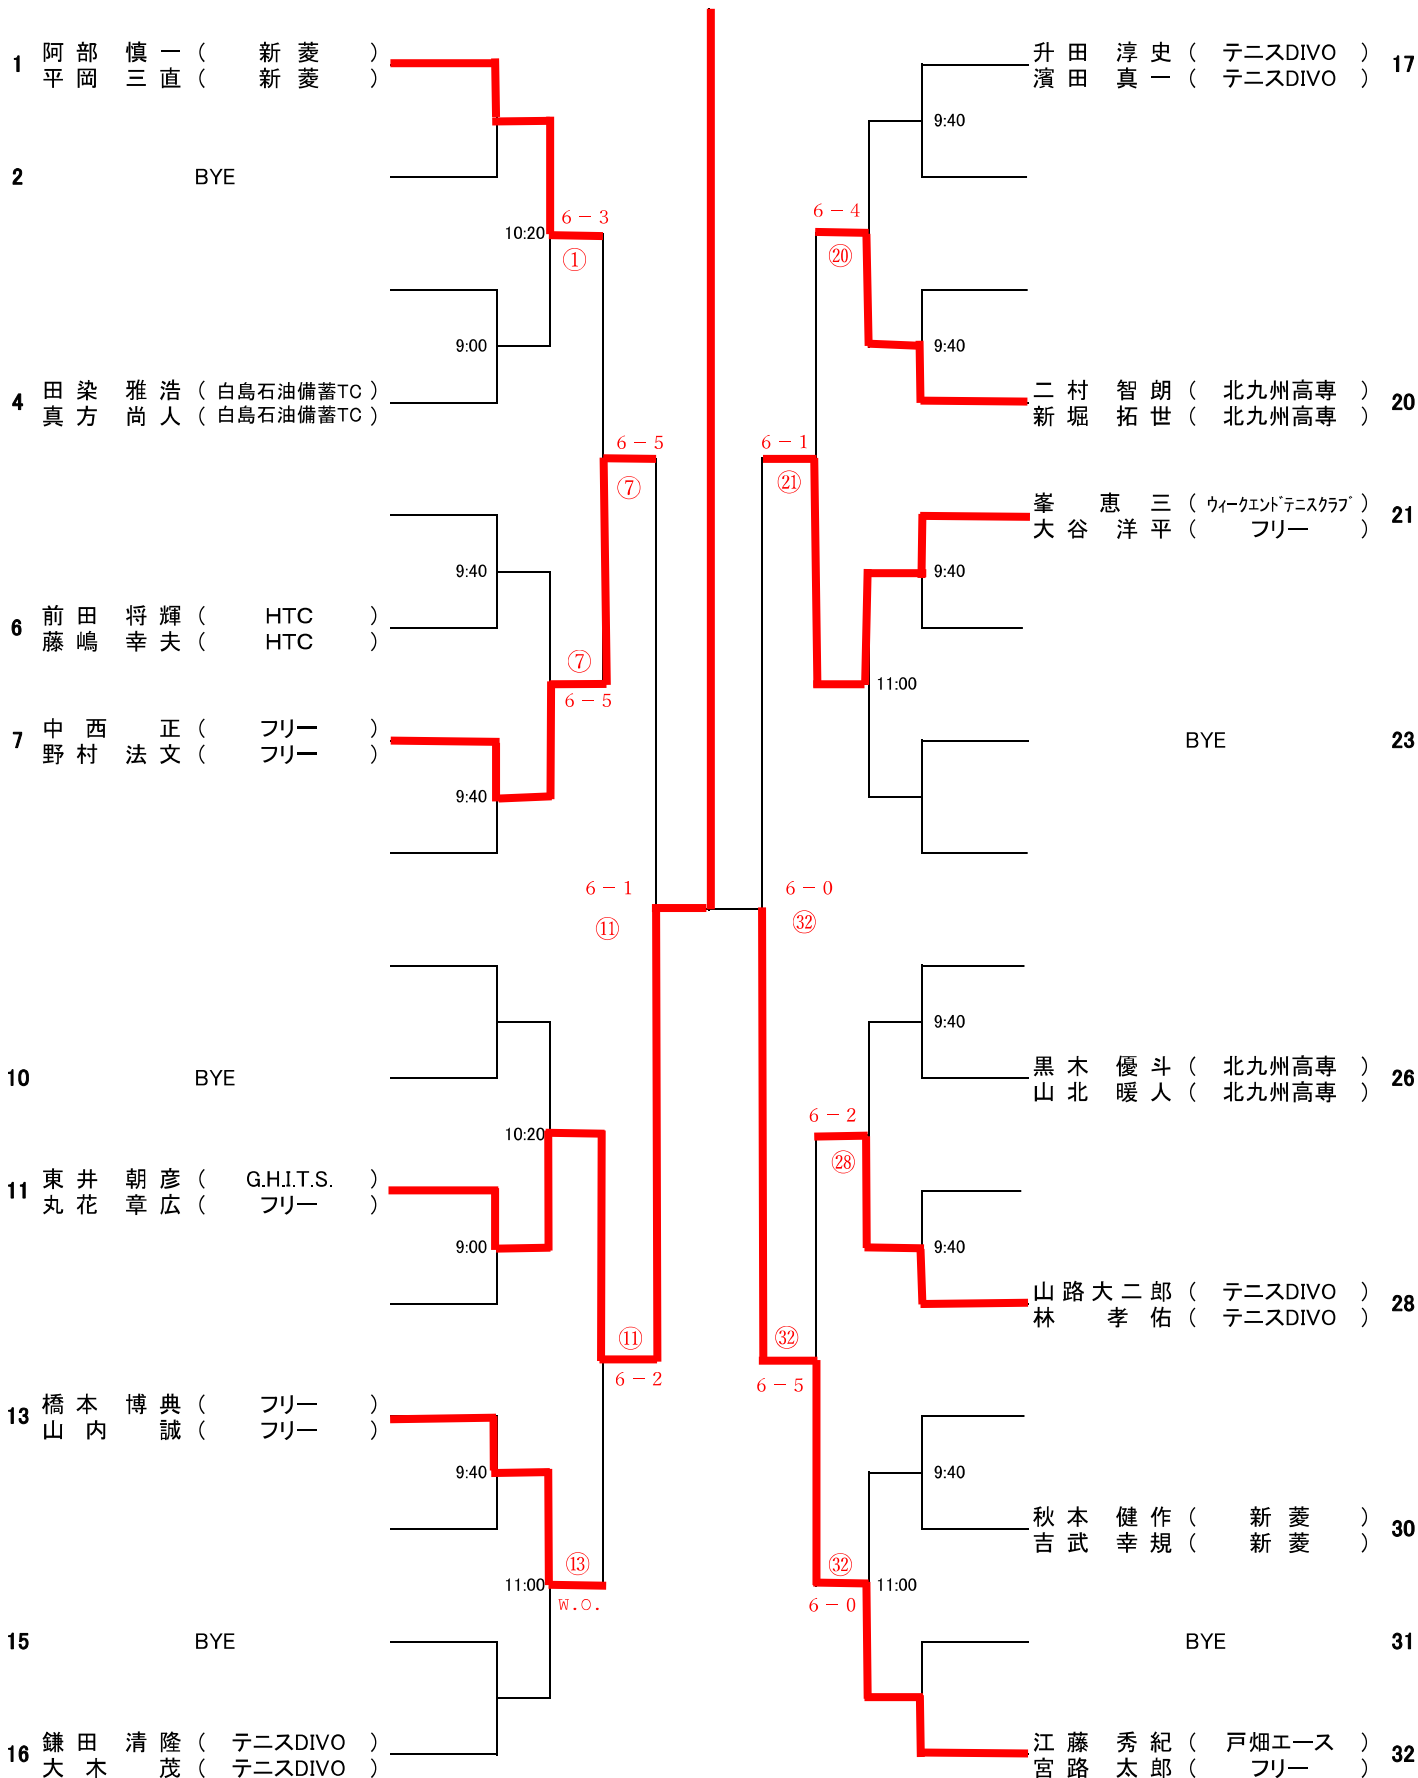 1 阿部 慎一 ( 新菱 )
平岡 三直 ( 新菱 )
2 BYE
10:20
6－3
①
9:00
4 田染 雅浩 ( 白島石油備蓄TC )
真方 尚人 ( 白島石油備蓄TC )
6－5
⑦
9:40
6 前田 将輝 ( HTC )
藤嶋 幸夫 ( HTC )
⑦
6－5
7 中西 正 ( フリー )
野村 法文 ( フリー )
9:40
6－1
⑪
10 BYE
10:20
11 東井 朝彦 ( G.H.I.T.S. )
丸花 章広 ( フリー )
9:00
⑪
6－2
13 橋本 博典 ( フリー )
山内 誠 ( フリー )
9:40
⑬
11:00
W.O.
15 BYE
16 鎌田 清隆 ( テニスDIVO )
大木 茂 ( テニスDIVO )
升田 淳史 ( テニスDIVO ) 17
濱田 真一 ( テニスDIVO )
9:40
6－4
⑳
9:40
二村 智朗 ( 北九州高専 ) 20
新堀 拓世 ( 北九州高専 )
6－1
㉑
峯 恵三 ( ウィークエンドテニスクラブ ) 21
大谷 洋平 ( フリー )
9:40
11:00
BYE 23
6－0
㉜
9:40
黒木 優斗 ( 北九州高専 ) 26
山北 暖人 ( 北九州高専 )
6－2
㉘
9:40
山路大二郎 ( テニスDIVO ) 28
林 孝佑 ( テニスDIVO )
㉜
6－5
9:40
秋本 健作 ( 新菱 ) 30
吉武 幸規 ( 新菱 )
㉜
11:00
6－0
BYE 31
江藤 秀紀 ( 戸畑エース ) 32
宮路 太郎 ( フリー )